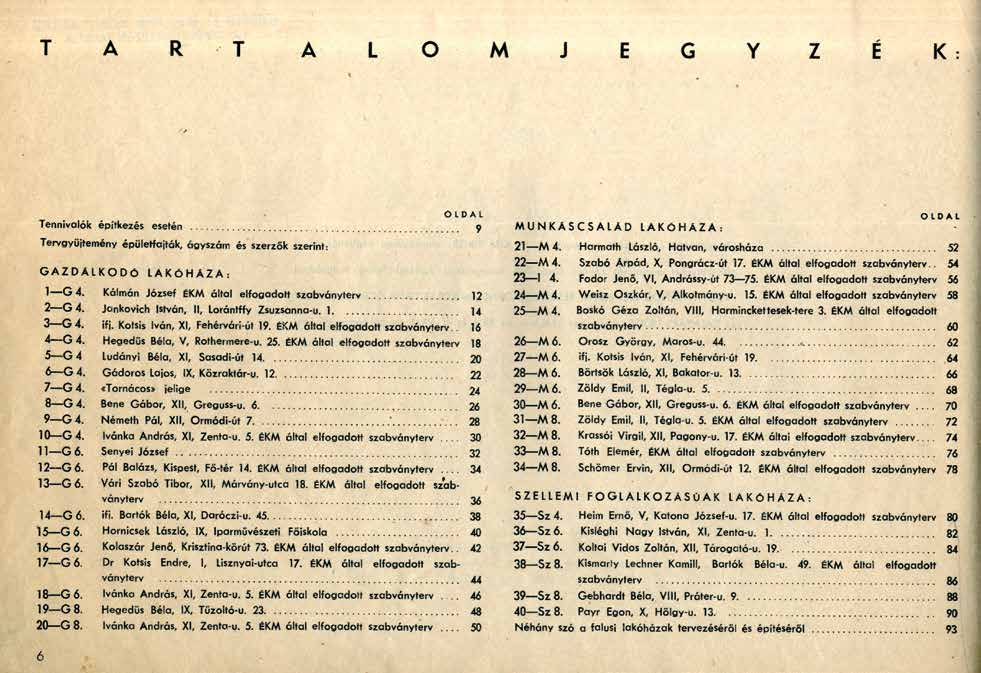 TARTALOMJEGYZÉK:
OLDAL
Tennivalók építkezés esetén 9
Tervgyüjtemény épületfajták, ágyszám és szerzők szerint:
GAZDÁLKODÓ LAKÓHÁZA:
1—G 4. Kálmán József ÉKM által elfogadott szabványterv 12
2—G 4. Jankovich István, II, Lorántffy Zsuzsanna-u. 1. 14
3—G 4. ifj. Kotsis Iván, XI, Fehérvári-út 19. ÉKM által elfogadott szabványterv.. 16
4—G 4. Hegedüs Béla, V, Rothermere-u. 25. ÉKM által elfogadott szabványterv 18
5—G 4 Ludányi Béla, XI, Sasadi-út 14. 20
6—G 4. Gádoros Lajos, IX, Közraktár-u. 12. 22
7—G 4. «Tornácos» jelige 24
8—G 4. Bene Gábor, XII, Greguss-u. 6. 26
9—G 4. Németh Pál, XII, Ormódi-út 7. 28
10—G 4. Ivánka András, XI, Zenta-u. 5. ÉKM által elfogadott szabványterv .... 30
11—G 6. Senyei József 32
12—G 6. Pál Balázs, Kispest, Fő-tér 14. ÉKM által elfogadott szabványterv .... 34
13—G 6. Vári Szabó Tibor, XII, Márvány-utca 18. ÉKM által elfogadott szab-
ványterv 36
14—G 6. ifi. Bartók Béla, XI, Daróczi-u. 45. 38
15—G 6. Hornicsek László, IX, Iparművészeti Főiskola 40
16—G 6. Kolaszár Jenő, Krisztina-körút 73. ÉKM által elfogadott szabványterv.. 42
17—G 6. Dr Kotsis Endre, I, Lisznyai-utca 17. ÉKM által elfogadott szab-
ványterv 44
18—G 6. Ivánka András, XI, Zenta-u. 5. ÉKM által elfogadott szabványterv .... 46
19—G 8. Hegedüs Béla, IX, Tüzoltó-u. 23. 48
20—G 8. Ivánka András, XI, Zenta-u. 5. ÉKM által elfogadott szabványterv .... 50
6
OLDAL
MUNKÁSCSALÁD LAKÓHÁZA:
21—M 4. Harmath László, Hatvan, városháza 52
22—M 4. Szabó Árpád, X, Pongrácz-út 17. ÉKM által elfogadott szabványterv.. 54
23—I 4. Fodor Jenő, VI, Andrássy-út 73—75. ÉKM által elfogadott szabványterv 56
24—M 4. Weisz Oszkár, V, Alkotmány-u. 15. ÉKM által elfogadott szabványterv 58
25—M 4. Boskó Géza Zoltán, VIII, Harminckettesek-tere 3. ÉKM által elfogadott
szabványterv 60
26—M 6. Orosz György, Maros-u. 44. 62
27—M 6. ifj. Kotsis Iván, XI, Fehérvári-út 19. 64
28—M 6. Börtsök László, XI, Bakator-u. 13. 66
29—M 6. Zöldy Emil, II, Tégla-u. 5. 68
30—M 6. Bene Gábor, XII, Greguss-u. 6. ÉKM által elfogadott szabványterv .... 70
31—M 8. Zöldy Emil, II, Tégla-u. 5. ÉKM által elfogadott szabványterv 72
32—M 8. Krassói Virgil, XII, Pagony-u. 17. ÉKM által elfogadott szabványterv... 74
33—M 8. Tóth Elemér, ÉKM által elfogadott szabványterv 76
34—M 8. Schömer Ervin, XII, Ormódi-út 12. ÉKM által elfogadott szabványterv 78
SZELLEMI FOGLALKOZÁSÚAK LAKÓHÁZA:
35—Sz 4. Heim Ernő, V, Katona József-u. 17. ÉKM által elfogadott szabványterv 80
36—Sz 6. Kisléghi Nagy István, XI, Zenta-u. 1. 82
37—Sz 6. Koltai Vidos Zoltán, XII, Tárogató-u. 19. 84
38—Sz 8. Kismarty Lechner Kamill, Bartók Béla-u. 49. ÉKM által elfogadott
szabványterv 86
39—Sz 8. Gebhardt Béla, VIII, Práter-u. 9. 88
40—Sz 8. Payr Egon, X, Hölgy-u. 13. 90
Néhány szó a falusi lakóházak tervezéséről és építéséről 93